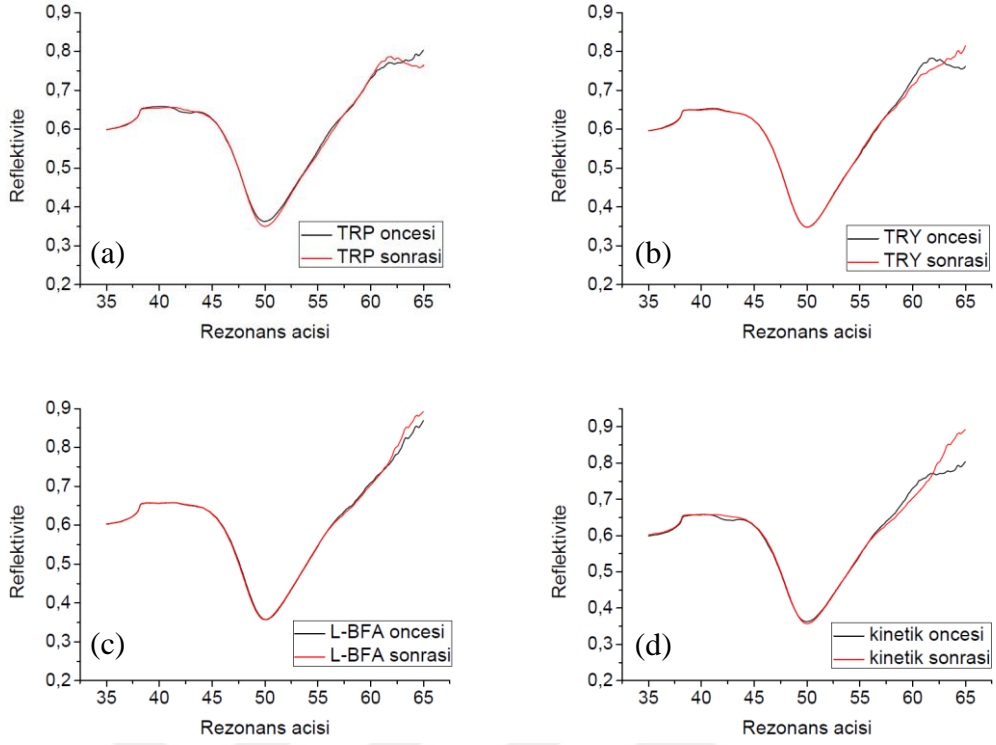 0,9
0,8
0,7
0,6
0,5
0,4
0,3
0,2
Reflektivite
(a)
TRP oncesi
TRP sonrasi
35 40 45 50 55 60 65
Rezonans acisi
0,9
0,8
0,7
0,6
0,5
0,4
0,3
0,2
Reflektivite
(b)
TRY oncesi
TRY sonrasi
35 40 45 50 55 60 65
Rezonans acisi
0,9
0,8
0,7
0,6
0,5
0,4
0,3
0,2
Reflektivite
(c)
L-BFA oncesi
L-BFA sonrasi
35 40 45 50 55 60 65
Rezonans acisi
0,9
0,8
0,7
0,6
0,5
0,4
0,3
0,2
Reflektivite
(d)
kinetik oncesi
kinetik sonrasi
35 40 45 50 55 60 65
Rezonans acisi